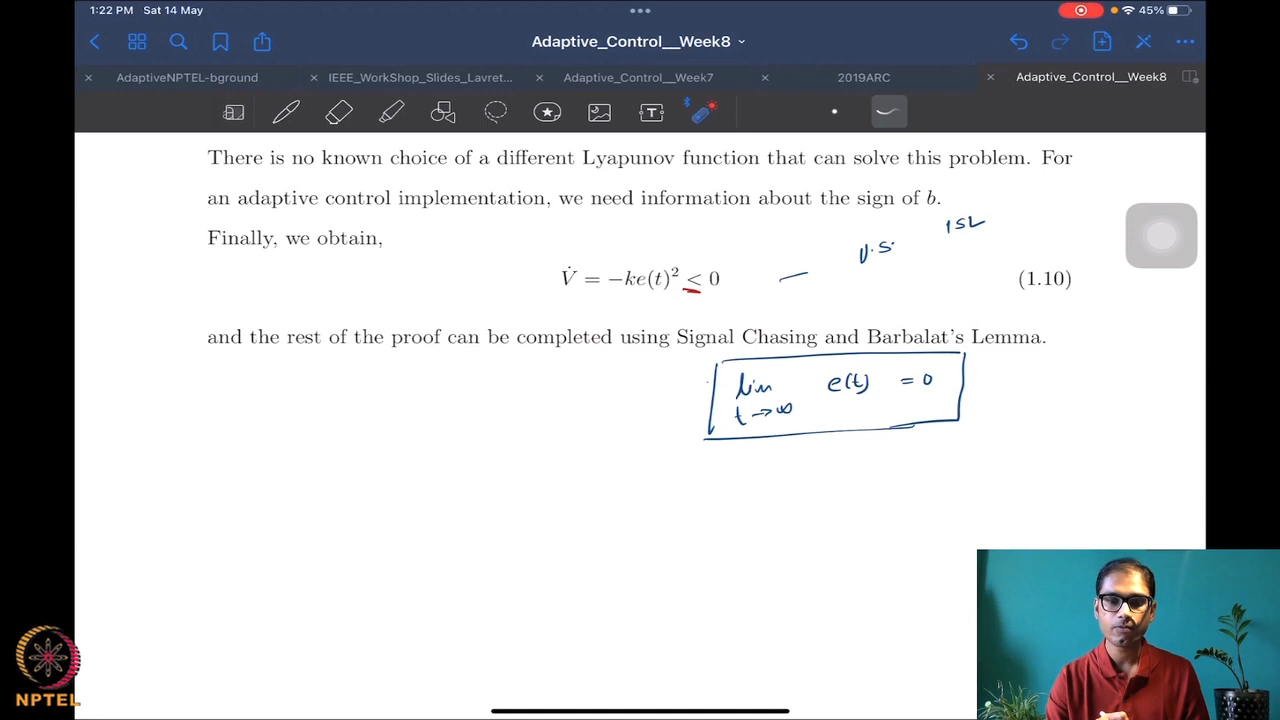 1:22 PM Sat 14 May
45%
Adaptive_Control__Week8
AdaptiveNPTEL-bground
IEEE_WorkShop_Slides_Lavret...
Adaptive_Control__Week7
2019ARC
Adaptive_Control__Week8
There is no known choice of a different Lyapunov function that can solve this problem. For
an adaptive control implementation, we need information about the sign of b.
Finally, we obtain,
V̇ = −ke(t)² < 0 (1.10)
and the rest of the proof can be completed using Signal Chasing and Barbalat's Lemma.
lim e(t) = 0
t → ∞
NPTEL